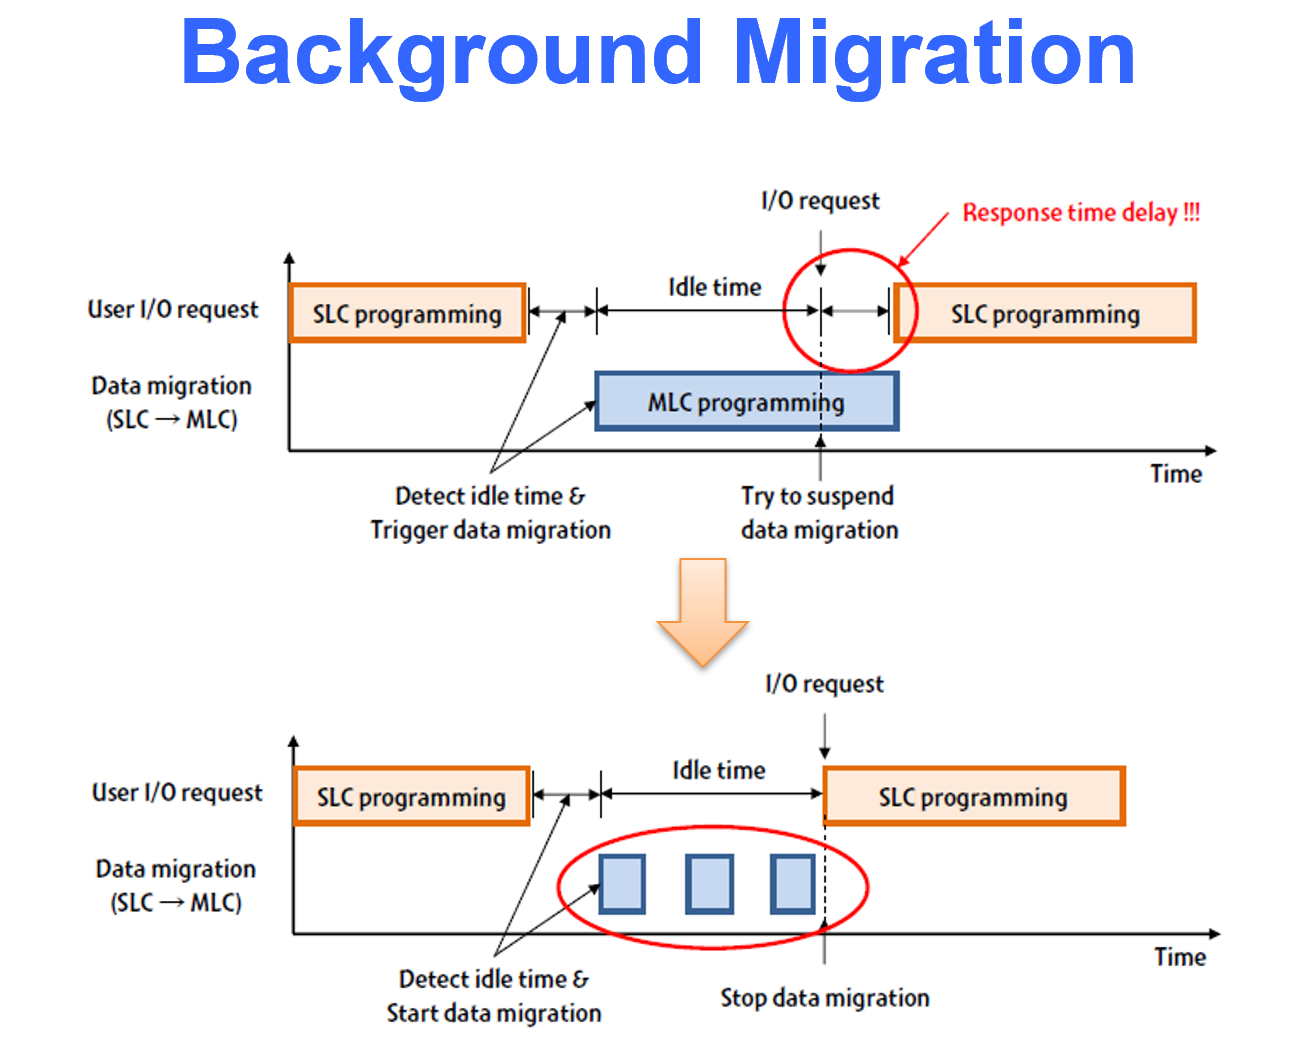 Background Migration
I/O request
Response time delay !!!
Idle time
User I/O request
SLC programming
SLC programming
Data migration
(SLC → MLC)
MLC programming
Time
Detect idle time &
Trigger data migration
Try to suspend
data migration
I/O request
Idle time
User I/O request
SLC programming
SLC programming
Data migration
(SLC → MLC)
Time
Detect idle time &
Start data migration
Stop data migration